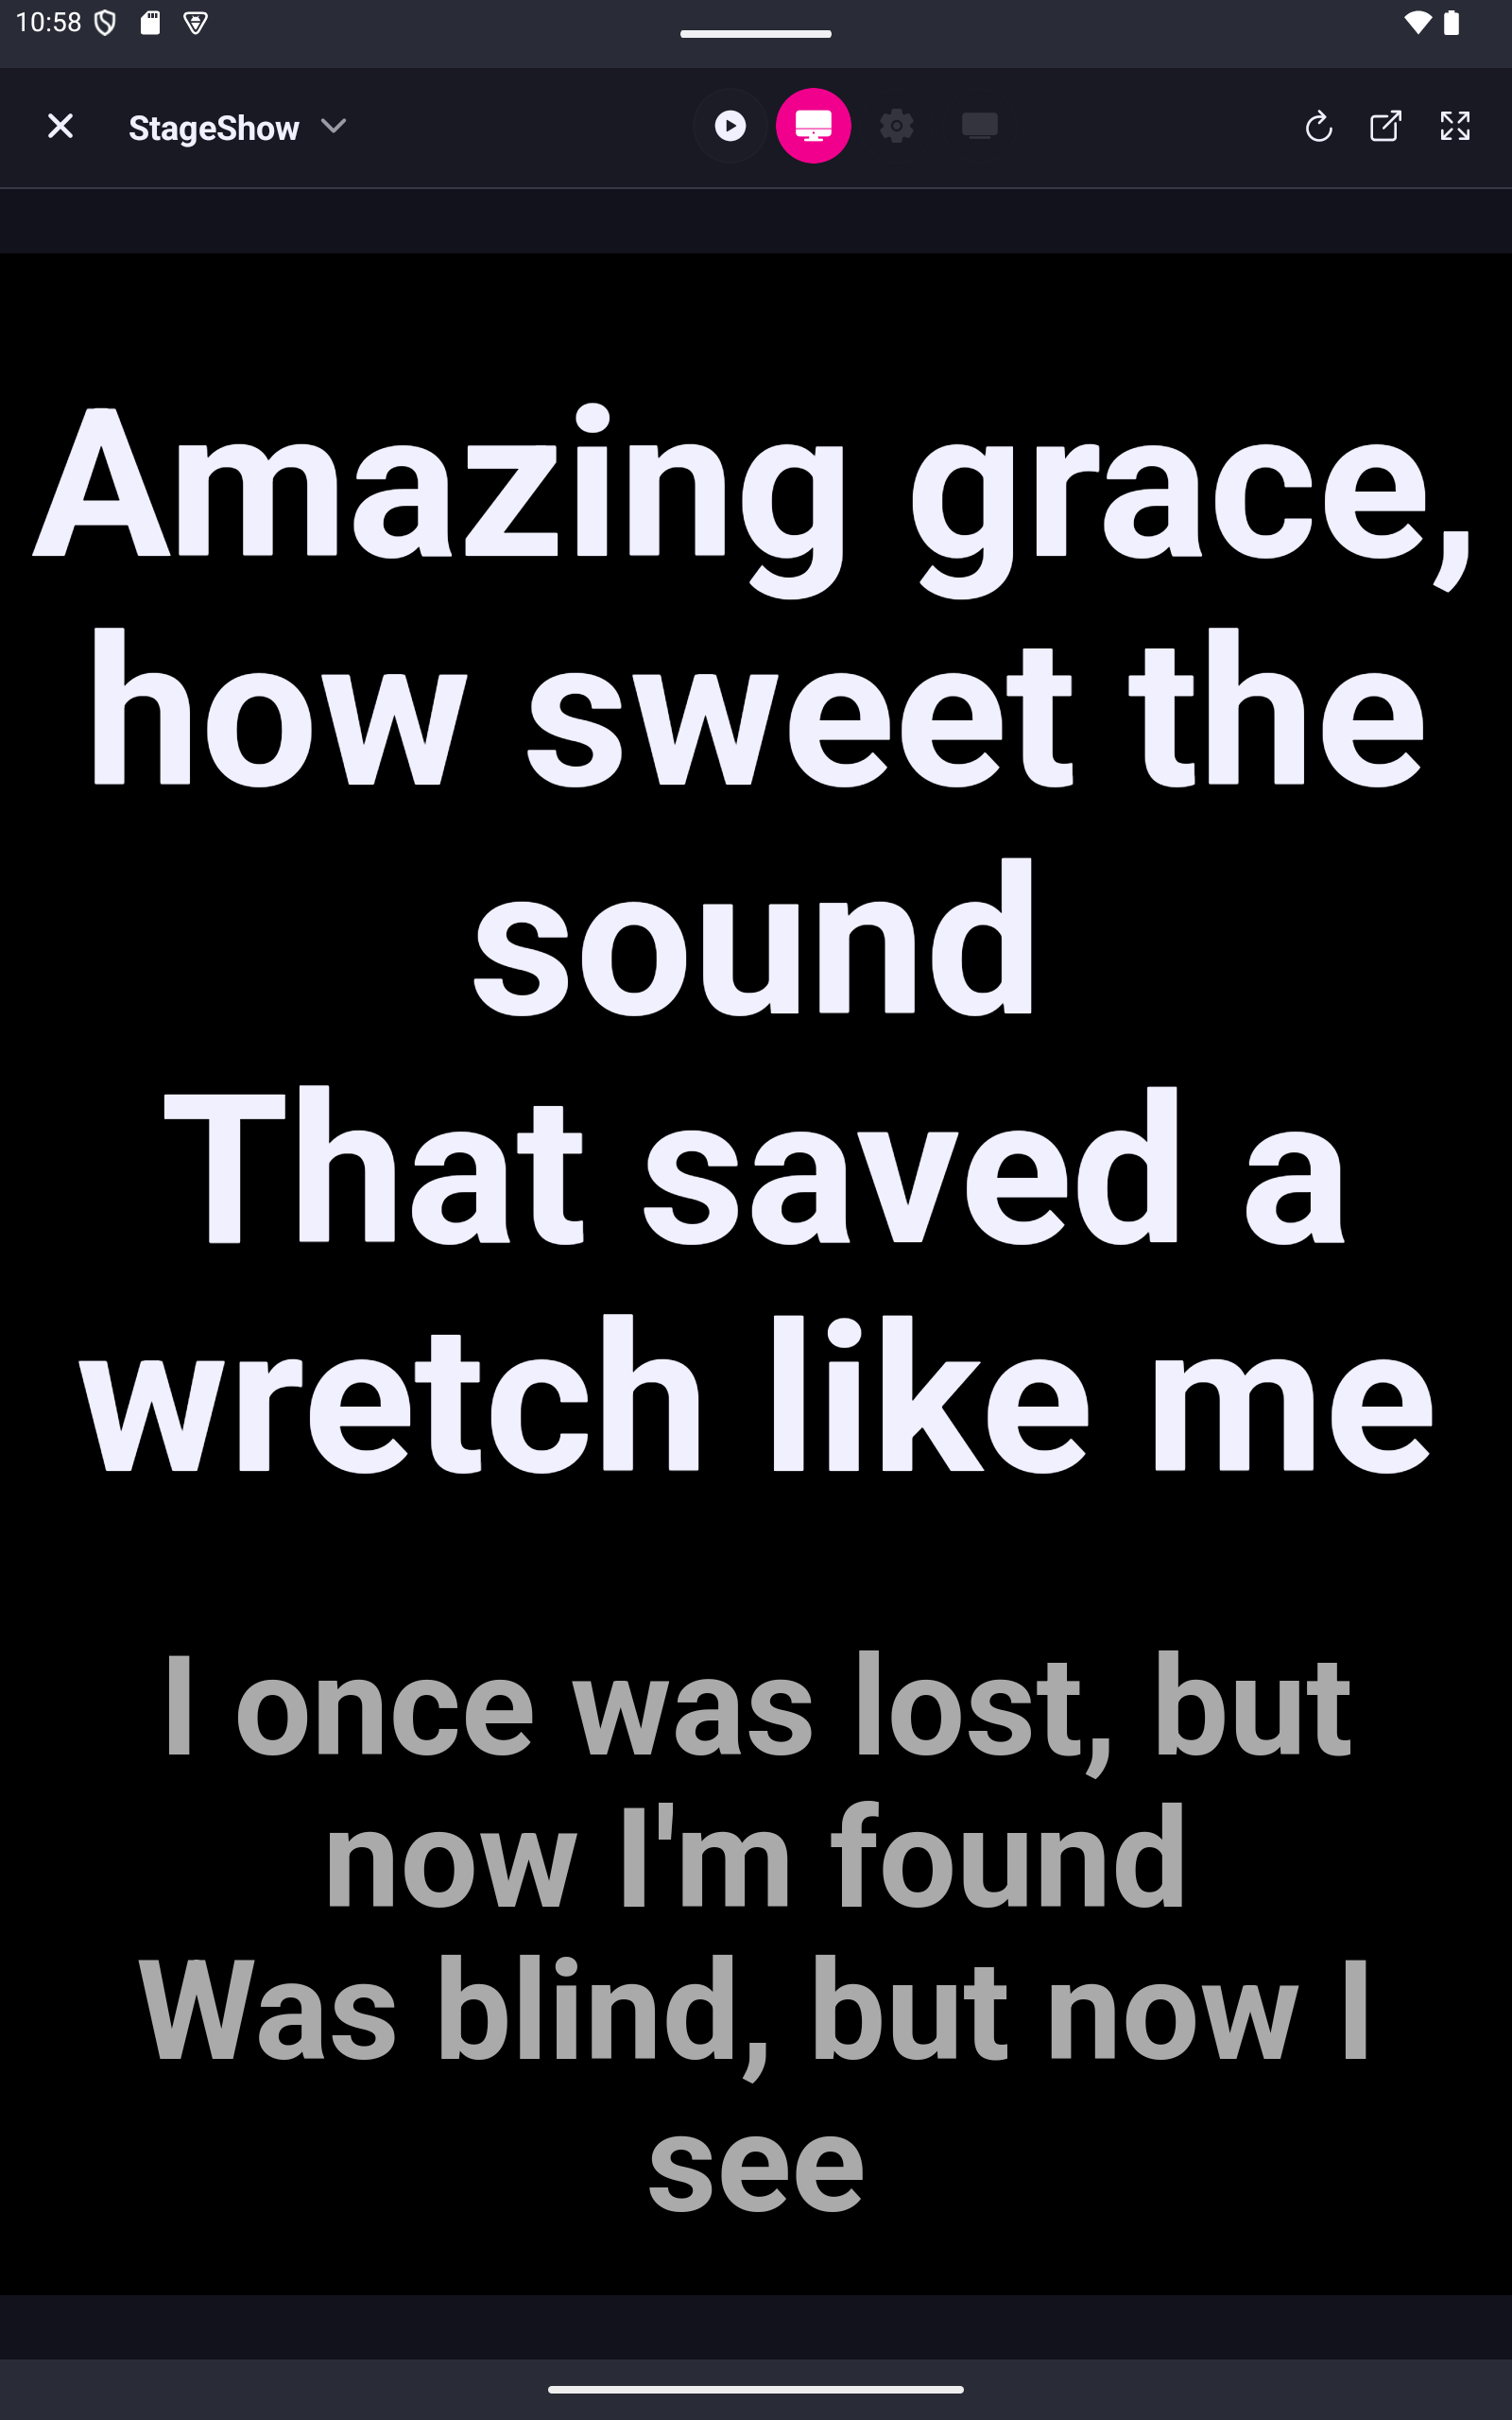 10:58
StageShow
Amazing grace,
how sweet the
sound
That saved a
wretch like me
I once was lost, but
now I'm found
Was blind, but now I
see